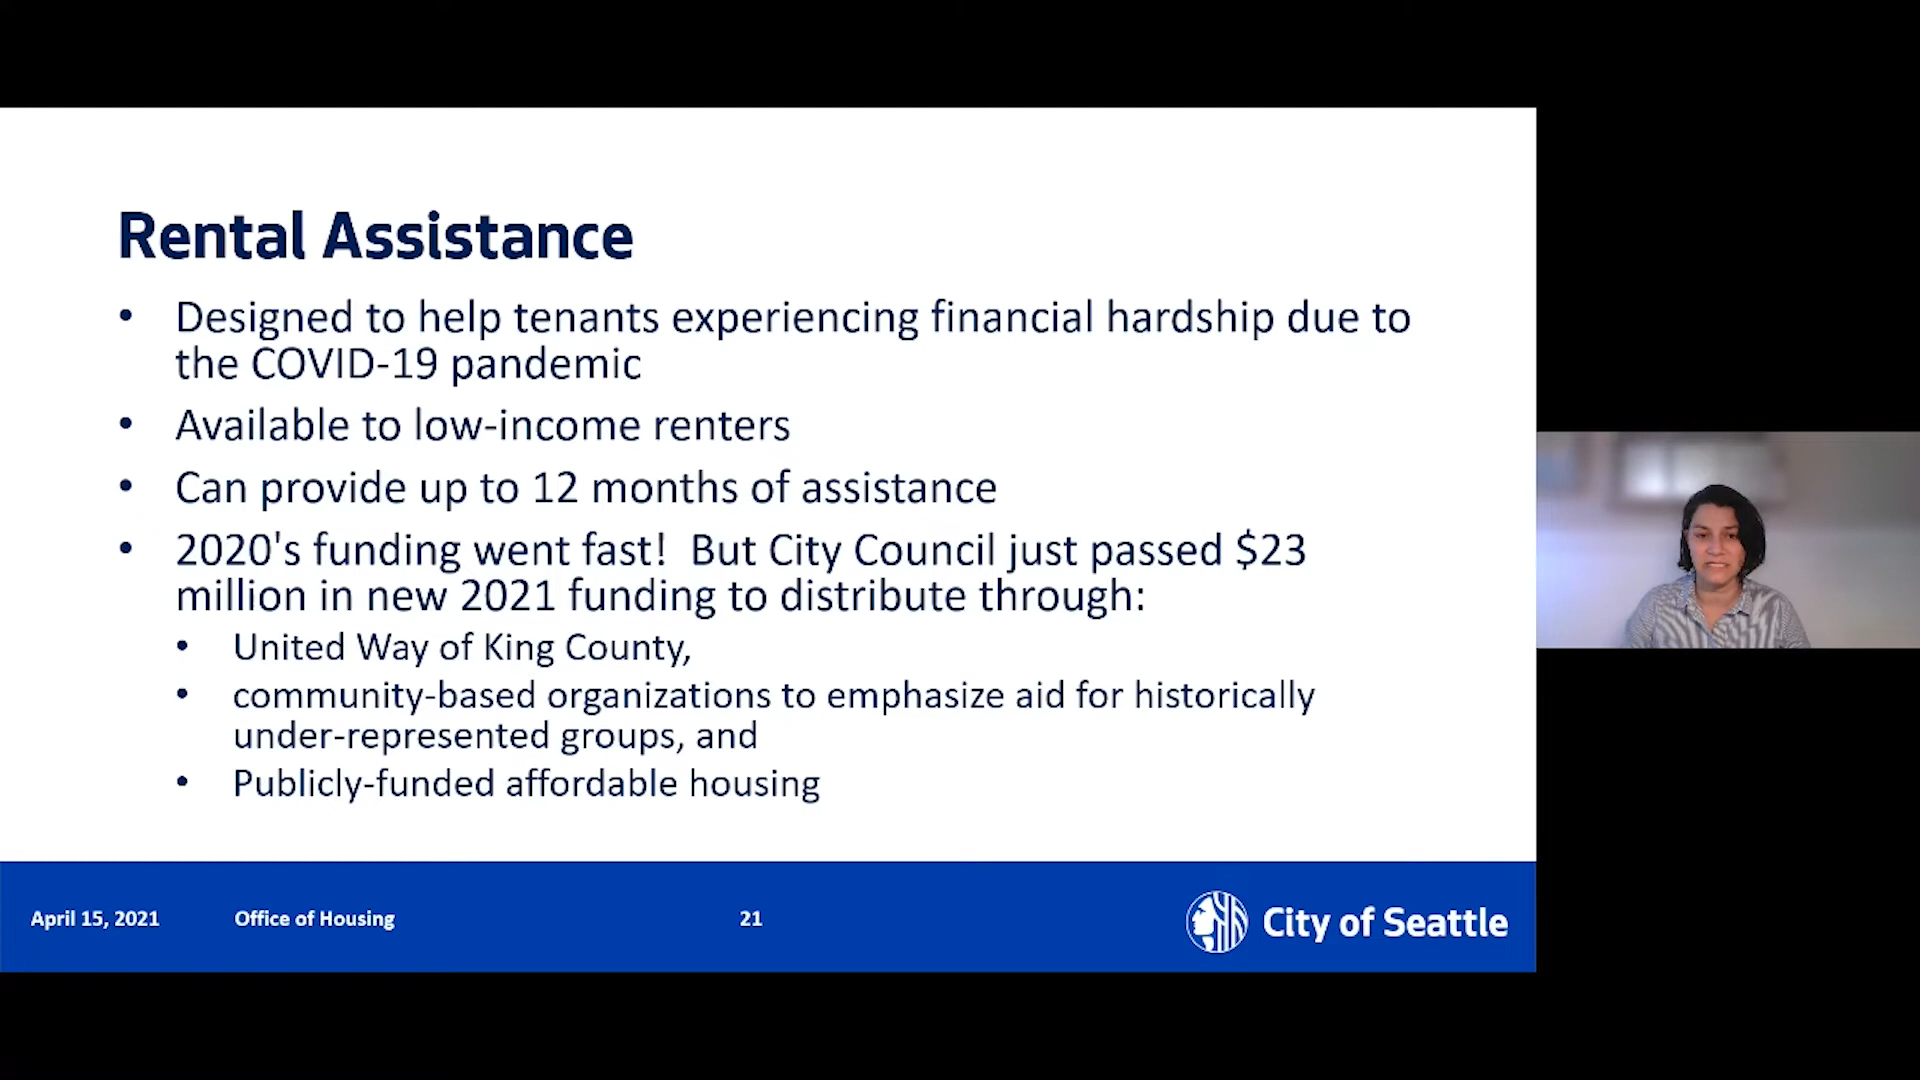 Rental Assistance
• Designed to help tenants experiencing financial hardship due to
the COVID-19 pandemic
• Available to low-income renters
• Can provide up to 12 months of assistance
• 2020's funding went fast!  But City Council just passed $23
million in new 2021 funding to distribute through:
• United Way of King County,
• community-based organizations to emphasize aid for historically
under-represented groups, and
• Publicly-funded affordable housing
April 15, 2021 Office of Housing 21 City of Seattle